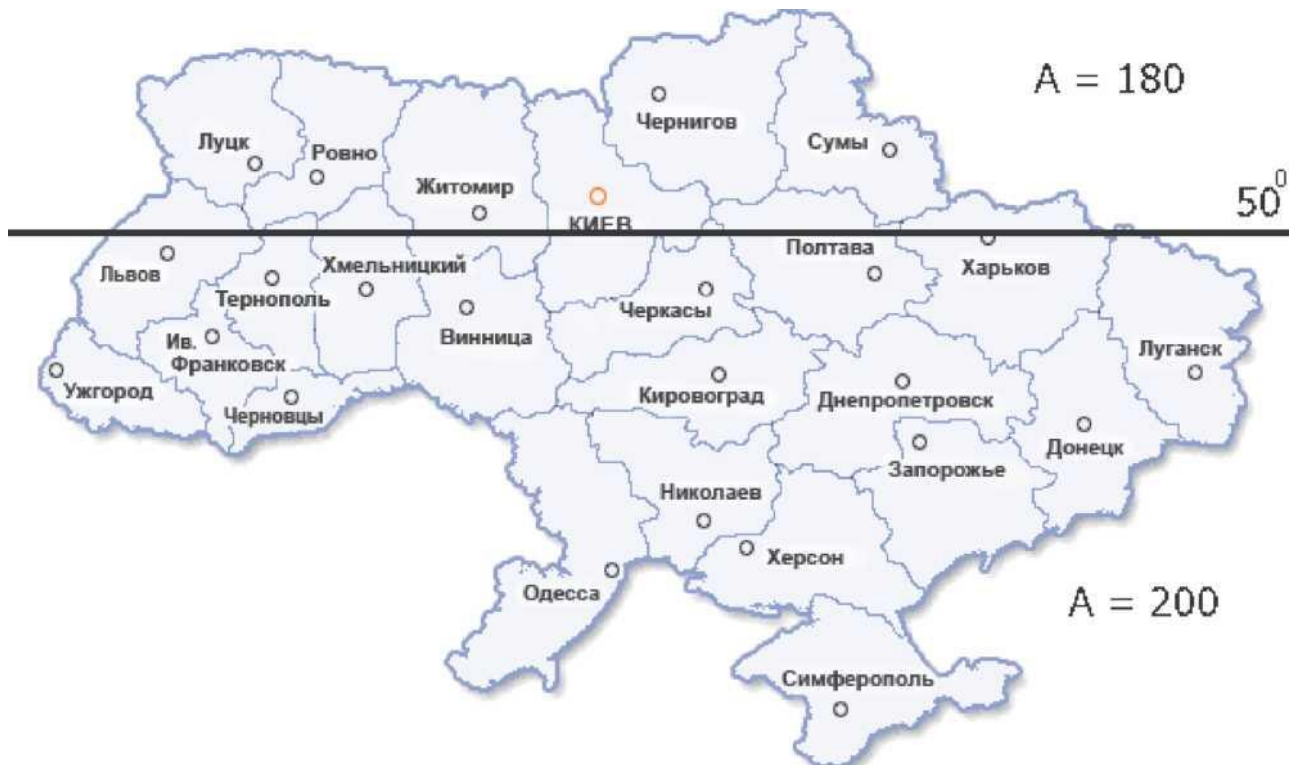 A = 180
Чернигов
Сумы
Луцк
Ровно
Житомир
50⁰
КИЕВ
Полтава
Львов
Хмельницкий
Харьков
Тернополь
Черкасы
Винница
Ив.
Франковск
Луганск
Ужгород
Кировоград
Днепропетровск
Черновцы
Донецк
Запорожье
Николаев
Херсон
Одесса
A = 200
Симферополь